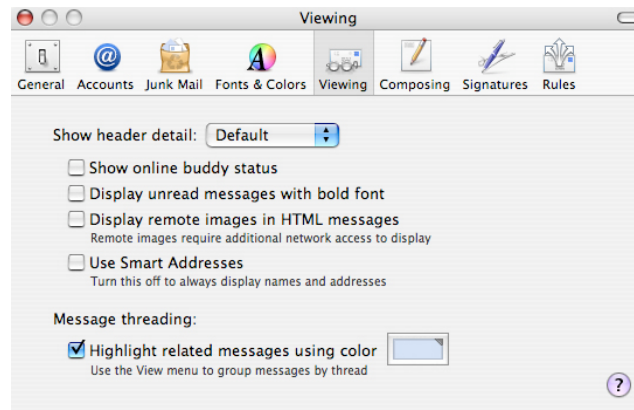 Viewing
General Accounts Junk Mail Fonts & Colors Viewing Composing Signatures Rules
Show header detail: Default
Show online buddy status
Display unread messages with bold font
Display remote images in HTML messages
Remote images require additional network access to display
Use Smart Addresses
Turn this off to always display names and addresses
Message threading:
Highlight related messages using color
Use the View menu to group messages by thread
?